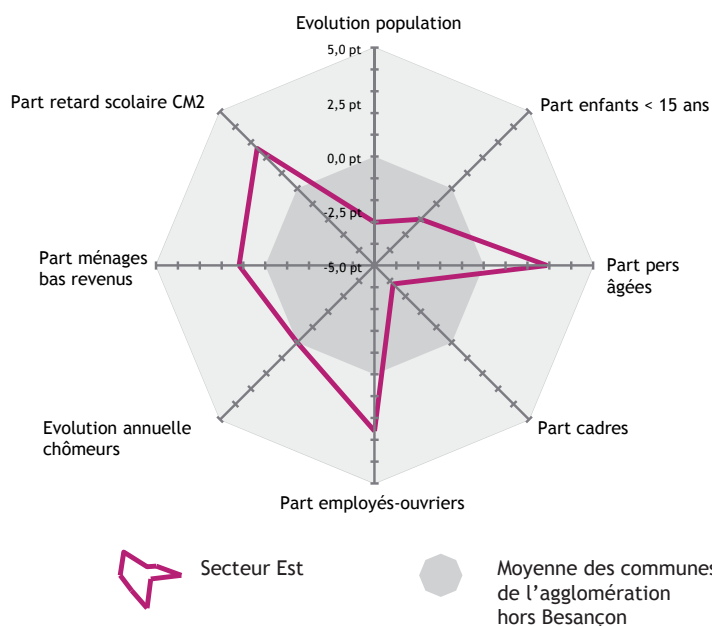 Evolution population
5,0 pt
Part retard scolaire CM2
Part enfants < 15 ans
2,5 pt
0,0 pt
-2,5 pt
Part ménages
bas revenus
-5,0 pt
Part pers
âgées
Evolution annuelle
chômeurs
Part cadres
Part employés-ouvriers
Secteur Est
Moyenne des communes
de l’agglomération
hors Besançon